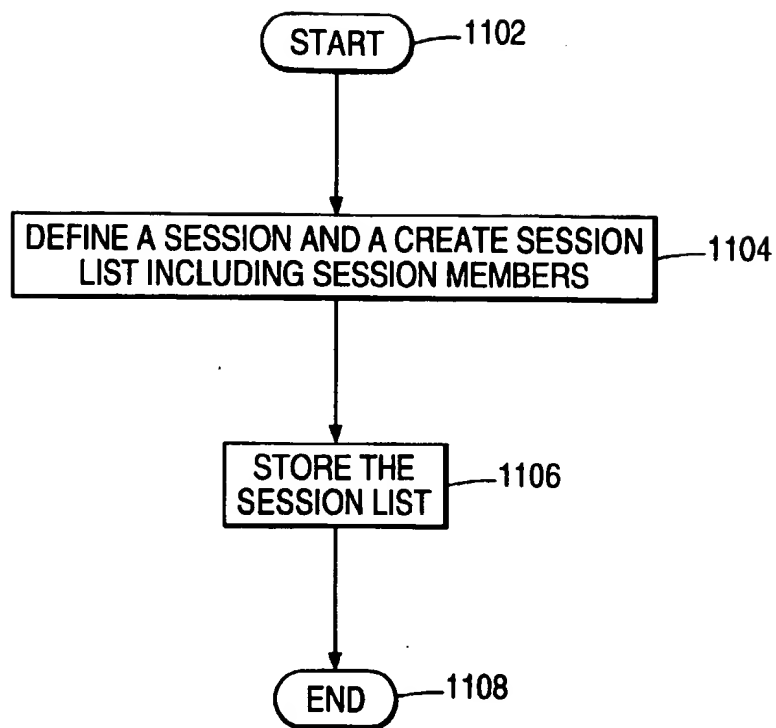 START
1102
DEFINE A SESSION AND A CREATE SESSION
LIST INCLUDING SESSION MEMBERS
1104
STORE THE
SESSION LIST
1106
END
1108